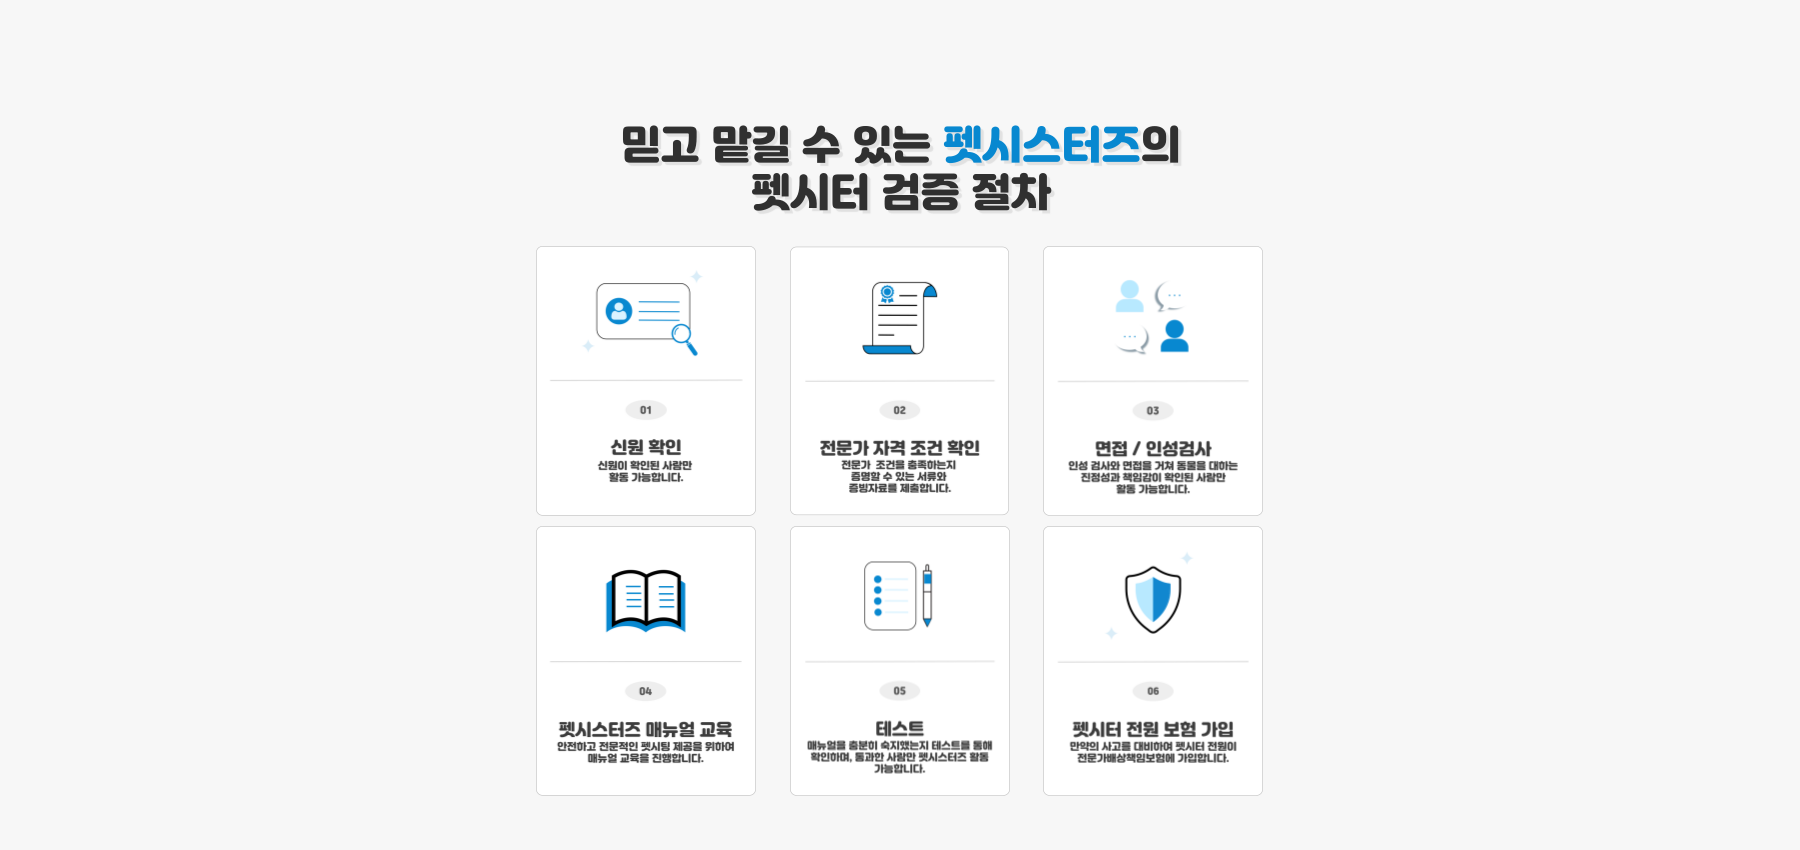 믿고 맡길 수 있는 펫시스터즈의
펫시터 검증 절차
01
신원 확인
신원이 확인된 사람만
활동 가능합니다.
02
전문가 자격 조건 확인
전문가 조건을 충족하는지
증명할 수 있는 서류와
증빙자료를 제출합니다.
03
면접 / 인성검사
인성 검사와 면접을 거쳐 동물을 대하는
진정성과 책임감이 확인된 사람만
활동 가능합니다.
04
펫시스터즈 매뉴얼 교육
안전하고 전문적인 펫시팅 제공을 위하여
매뉴얼 교육을 진행합니다.
05
테스트
매뉴얼을 충분히 숙지했는지 테스트를 통해
확인하며, 통과한 사람만 펫시스터즈 활동
가능합니다.
06
펫시터 전원 보험 가입
만약의 사고를 대비하여 펫시터 전원이
전문가배상책임보험에 가입합니다.